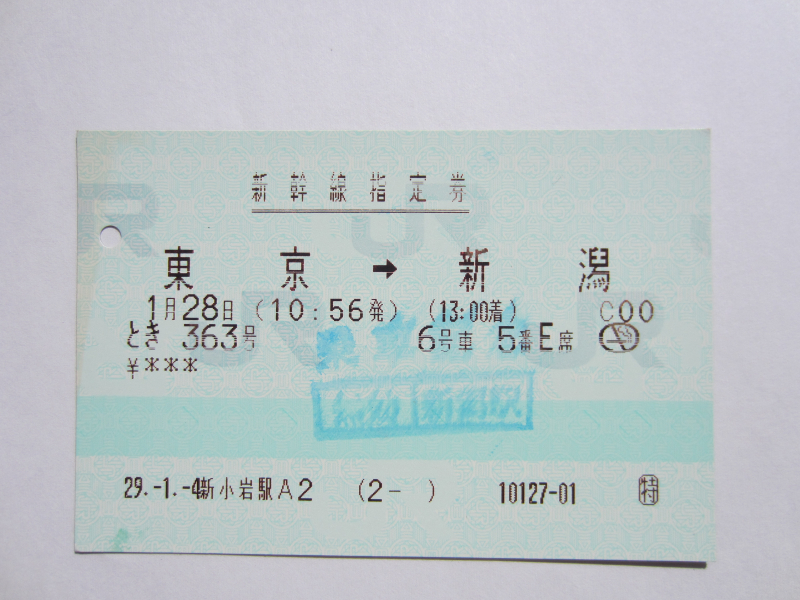 新幹線指定券
東京 → 新潟
1月28日 (10:56発) (13:00着) C00
とき 363号 6号車 5番E席
¥***
無効 新潟駅
29.-1.-4新小岩駅A2 (2- ) 10127-01 特